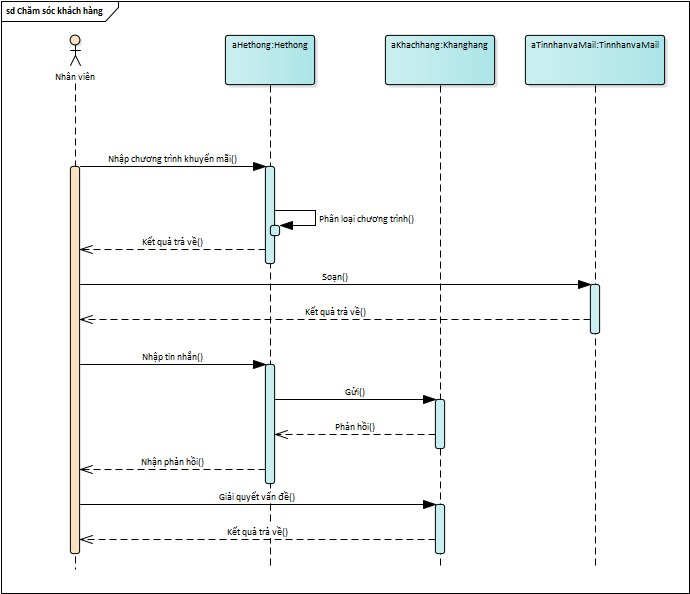 sd Chăm sóc khách hàng
Nhân viên
aHethong:Hethong
aKhachhang:Khanghang
aTinnhanvaMail:TinnhanvaMail
Nhập chương trình khuyến mãi()
Phân loại chương trình()
Kết quả trả về()
Soạn()
Kết quả trả về()
Nhập tin nhắn()
Gửi()
Phản hồi()
Nhận phản hồi()
Giải quyết vấn đề()
Kết quả trả về()